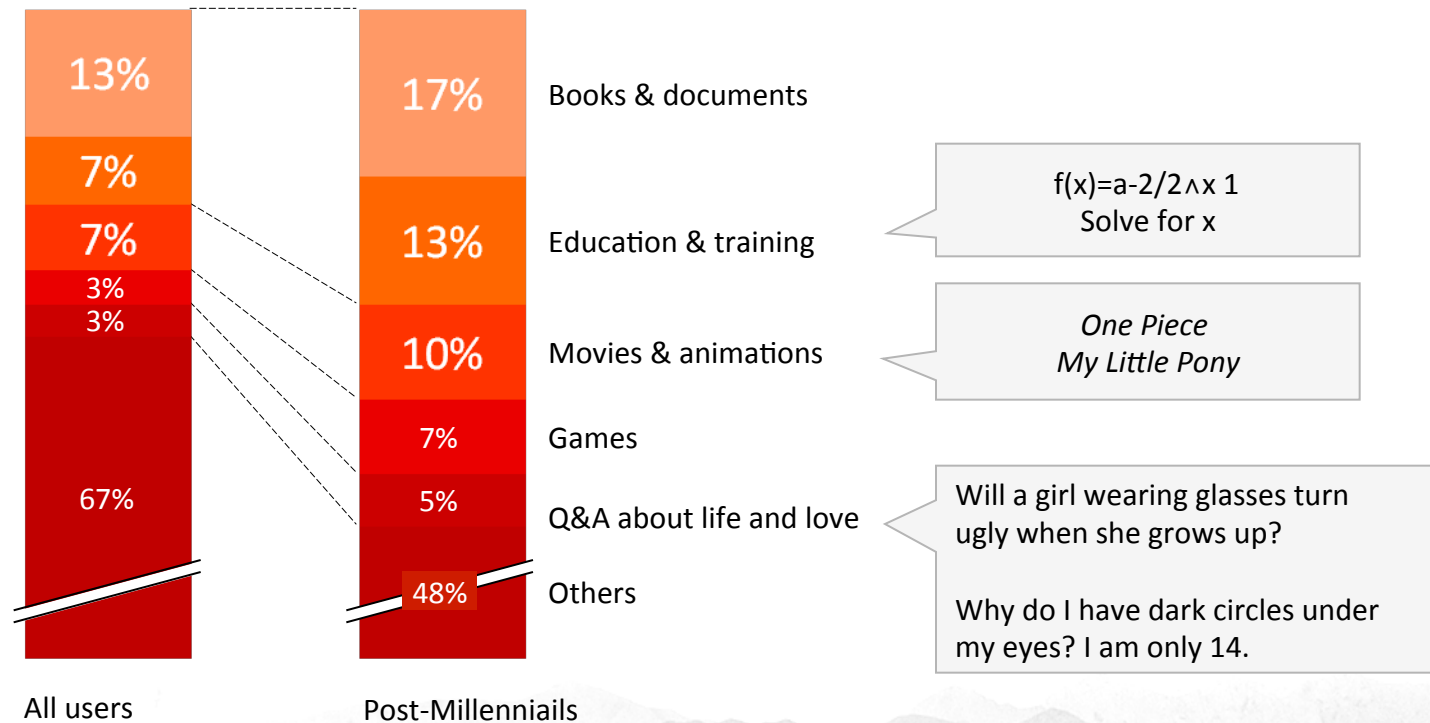 13%
7%
7%
3%
3%
67%
All users
17%
13%
10%
7%
5%
48%
Post-Millenniails
Books & documents
Education & training
Movies & animations
Games
Q&A about life and love
Others
f(x)=a-2/2∧x 1
Solve for x
One Piece
My Little Pony
Will a girl wearing glasses turn
ugly when she grows up?
Why do I have dark circles under
my eyes? I am only 14.